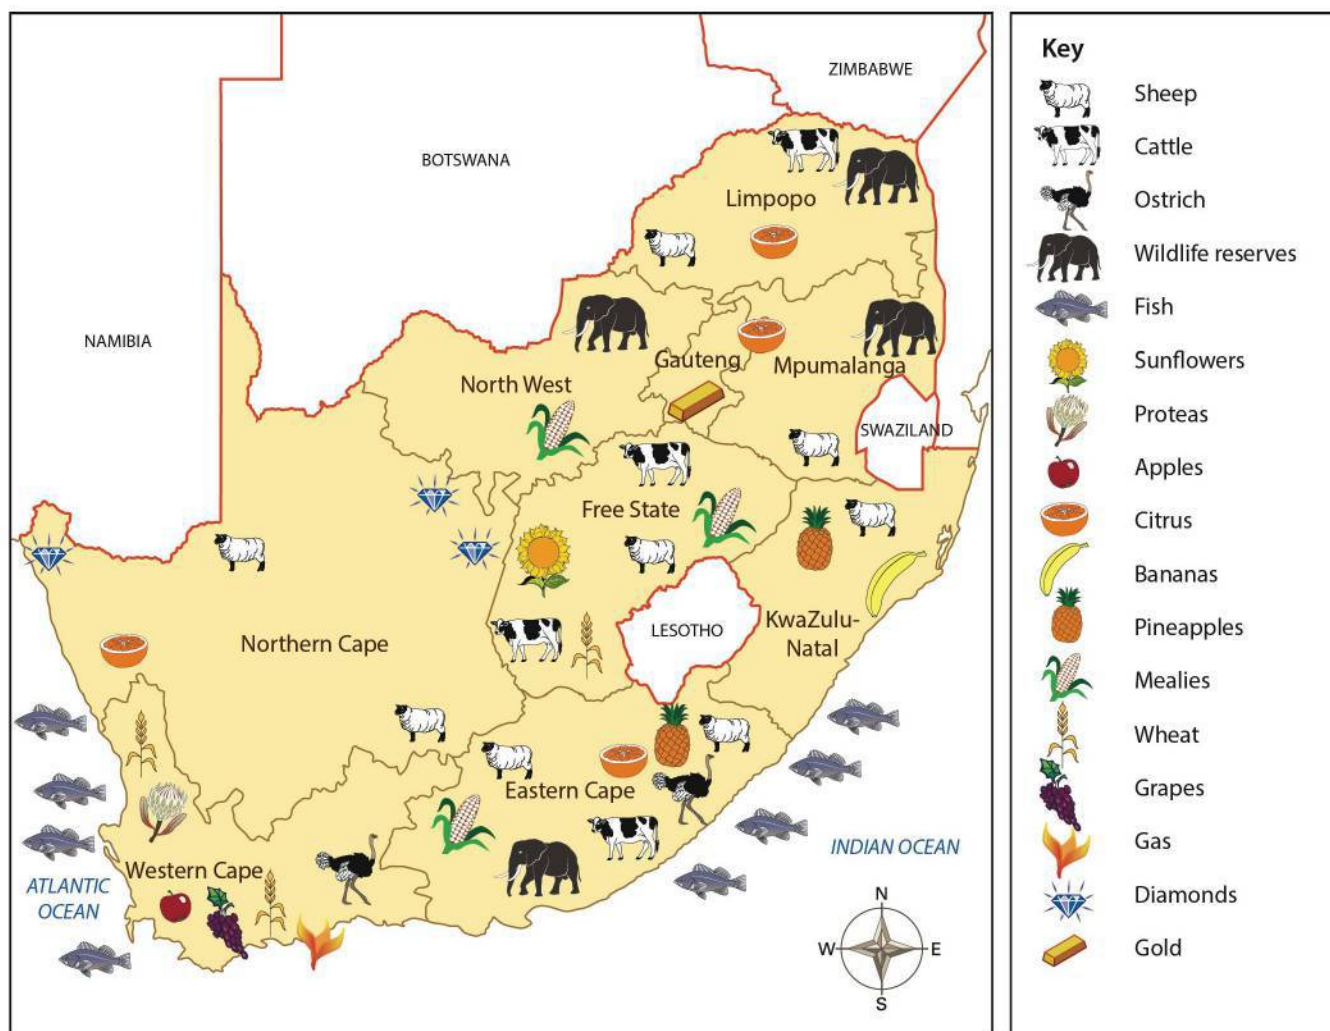 ZIMBABWE
BOTSWANA
Limpopo
NAMIBIA
Gauteng
Mpumalanga
North West
SWAZILAND
Free State
LESOTHO
KwaZulu-
Natal
Northern Cape
Eastern Cape
INDIAN OCEAN
Western Cape
ATLANTIC
OCEAN
N
W
E
S
Key
Sheep
Cattle
Ostrich
Wildlife reserves
Fish
Sunflowers
Proteas
Apples
Citrus
Bananas
Pineapples
Mealies
Wheat
Grapes
Gas
Diamonds
Gold